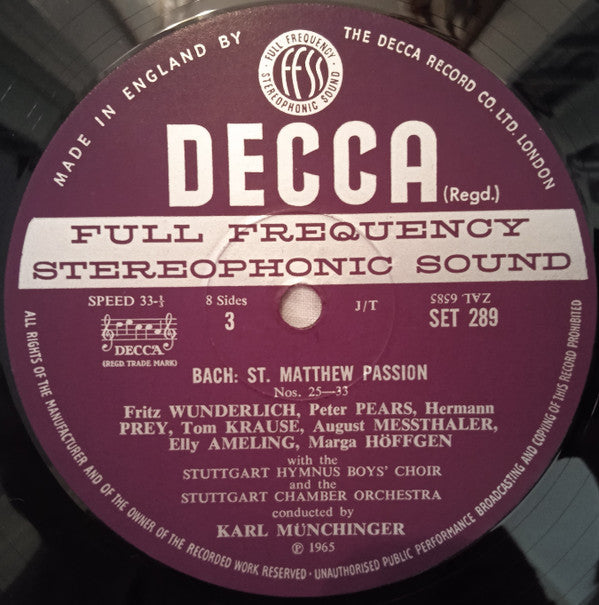 MADE IN ENGLAND BY
THE DECCA RECORD CO. LTD. LONDON
FULL FREQUENCY
FFSS
STEREOPHONIC SOUND
DECCA (Regd.)
FULL FREQUENCY
STEREOPHONIC SOUND
SPEED 33-⅓
8 Sides
3
J/T
ZAL 6585
SET 289
DECCA
(REGD. TRADE MARK)
BACH: ST. MATTHEW PASSION
Nos. 25—33
Fritz WUNDERLICH, Peter PEARS, Hermann
PREY, Tom KRAUSE, August MESSTHALER,
Elly AMELING, Marga HÖFFGEN
with the
STUTTGART HYMNUS BOYS' CHOIR
and the
STUTTGART CHAMBER ORCHESTRA
conducted by
KARL MÜNCHINGER
℗ 1965
ALL RIGHTS OF THE MANUFACTURER AND OF THE OWNER OF THE RECORDED WORK RESERVED · UNAUTHORISED PUBLIC PERFORMANCE BROADCASTING AND COPYING OF THIS RECORD PROHIBITED